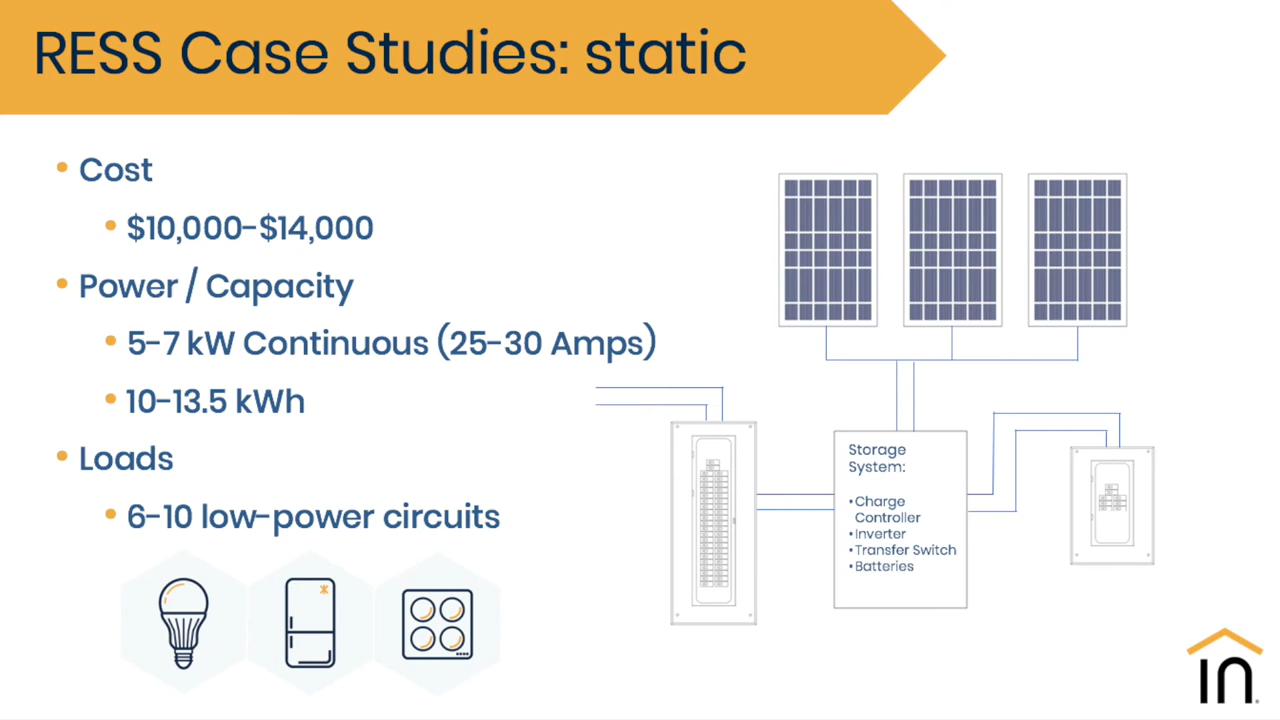 RESS Case Studies: static
• Cost
• $10,000–$14,000
• Power / Capacity
• 5–7 kW Continuous (25–30 Amps)
• 10–13.5 kWh
• Loads
• 6–10 low-power circuits
Storage
System:
• Charge
Controller
• Inverter
• Transfer Switch
• Batteries
in